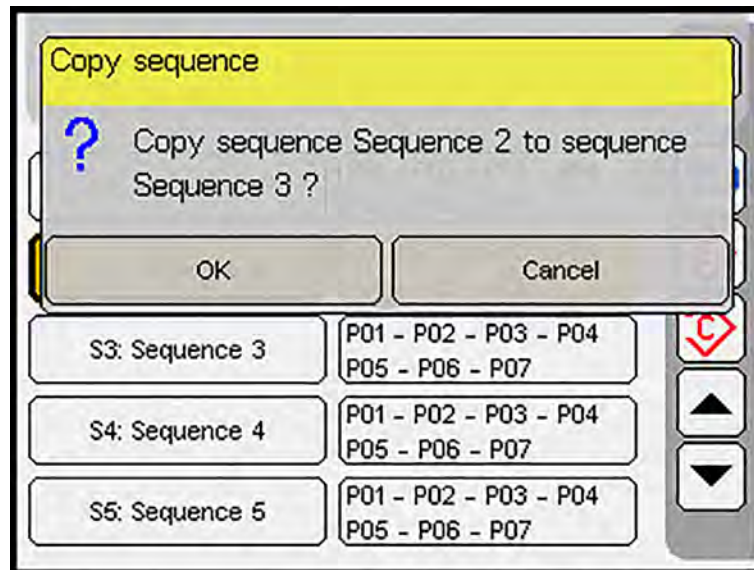 Copy sequence
? Copy sequence Sequence 2 to sequence
Sequence 3 ?
OK Cancel
S3: Sequence 3
P01 - P02 - P03 - P04
P05 - P06 - P07
C
S4: Sequence 4
P01 - P02 - P03 - P04
P05 - P06 - P07
S5: Sequence 5
P01 - P02 - P03 - P04
P05 - P06 - P07